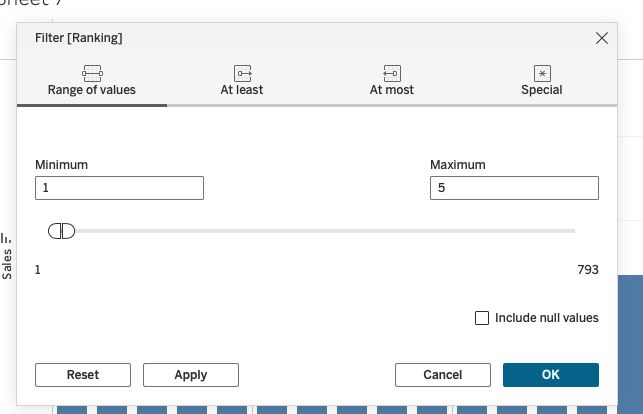 Sheet 7
Filter [Ranking]
Range of values
At least
At most
Special
Minimum
Maximum
1
5
1
793
Sales
Include null values
Reset
Apply
Cancel
OK